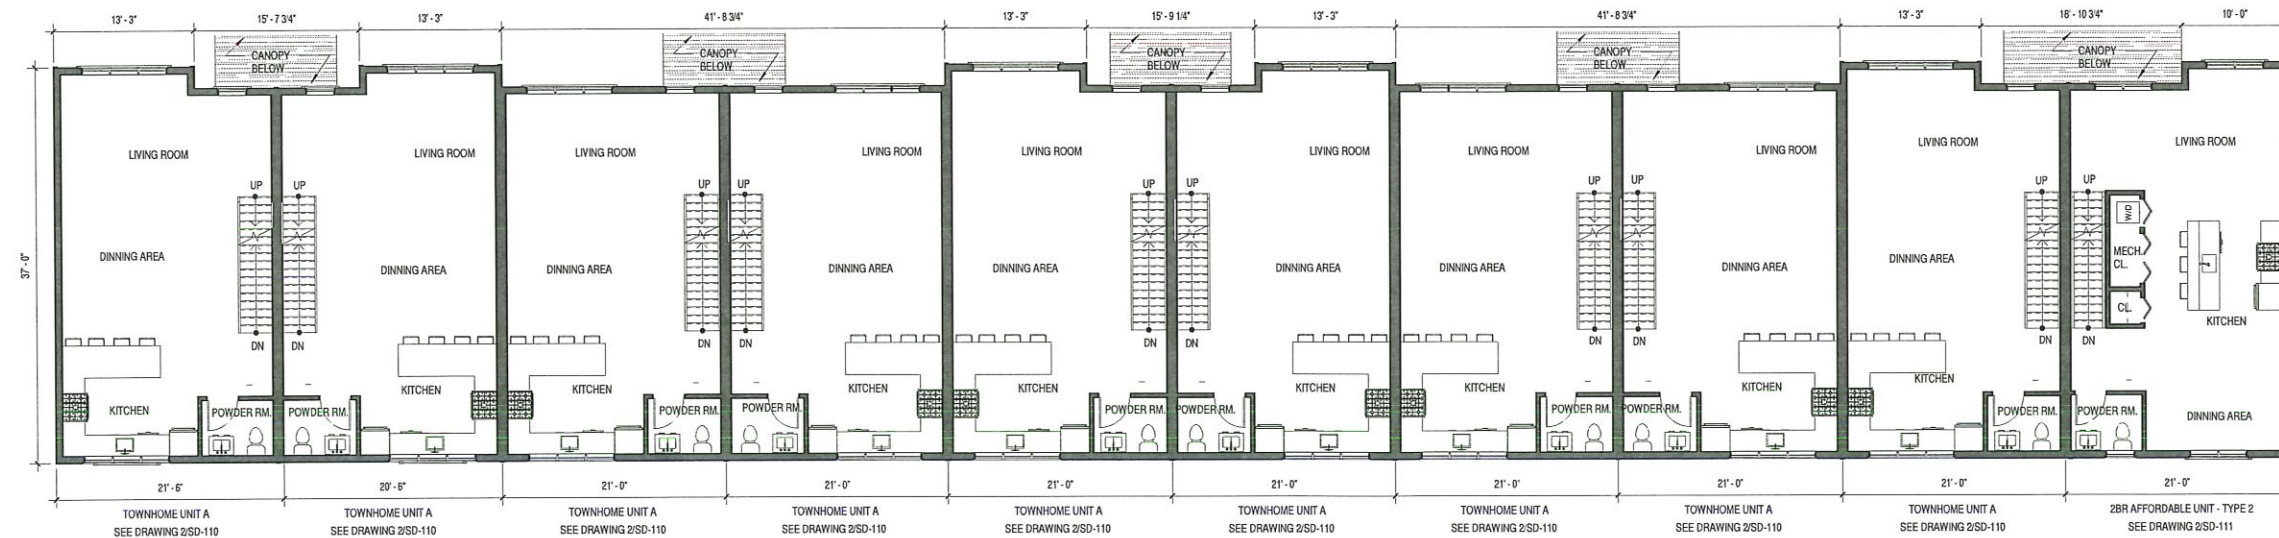 13' - 3" 15' - 7 3/4" 13' - 3" 41' - 8 3/4" 13' - 3" 15' - 9 1/4" 13' - 3" 41' - 8 3/4" 13' - 3" 16' - 10 3/4" 10' - 0"
CANOPY CANOPY CANOPY CANOPY CANOPY
BELOW BELOW BELOW BELOW BELOW
LIVING ROOM LIVING ROOM LIVING ROOM LIVING ROOM LIVING ROOM LIVING ROOM LIVING ROOM LIVING ROOM LIVING ROOM LIVING ROOM
UP UP UP UP UP UP UP UP UP UP
W/D
37' - 0"
DINNING AREA DINNING AREA DINNING AREA DINNING AREA DINNING AREA DINNING AREA DINNING AREA DINNING AREA DINNING AREA MECH.
CL.
CL.
KITCHEN
DN DN DN DN DN DN DN DN DN DN
KITCHEN KITCHEN KITCHEN KITCHEN KITCHEN KITCHEN KITCHEN KITCHEN KITCHEN
POWDER RM. POWDER RM. POWDER RM. POWDER RM. POWDER RM. POWDER RM. POWDER RM. POWDER RM. POWDER RM. POWDER RM. DINNING AREA
21' - 6" 20' - 5" 21' - 0" 21' - 0" 21' - 0" 21' - 0" 21' - 0" 21' - 0" 21' - 0" 21' - 0"
TOWNHOME UNIT A TOWNHOME UNIT A TOWNHOME UNIT A TOWNHOME UNIT A TOWNHOME UNIT A TOWNHOME UNIT A TOWNHOME UNIT A TOWNHOME UNIT A TOWNHOME UNIT A 2BR AFFORDABLE UNIT - TYPE 2
SEE DRAWING 2/SD-110 SEE DRAWING 2/SD-110 SEE DRAWING 2/SD-110 SEE DRAWING 2/SD-110 SEE DRAWING 2/SD-110 SEE DRAWING 2/SD-110 SEE DRAWING 2/SD-110 SEE DRAWING 2/SD-110 SEE DRAWING 2/SD-110 SEE DRAWING 2/SD-111